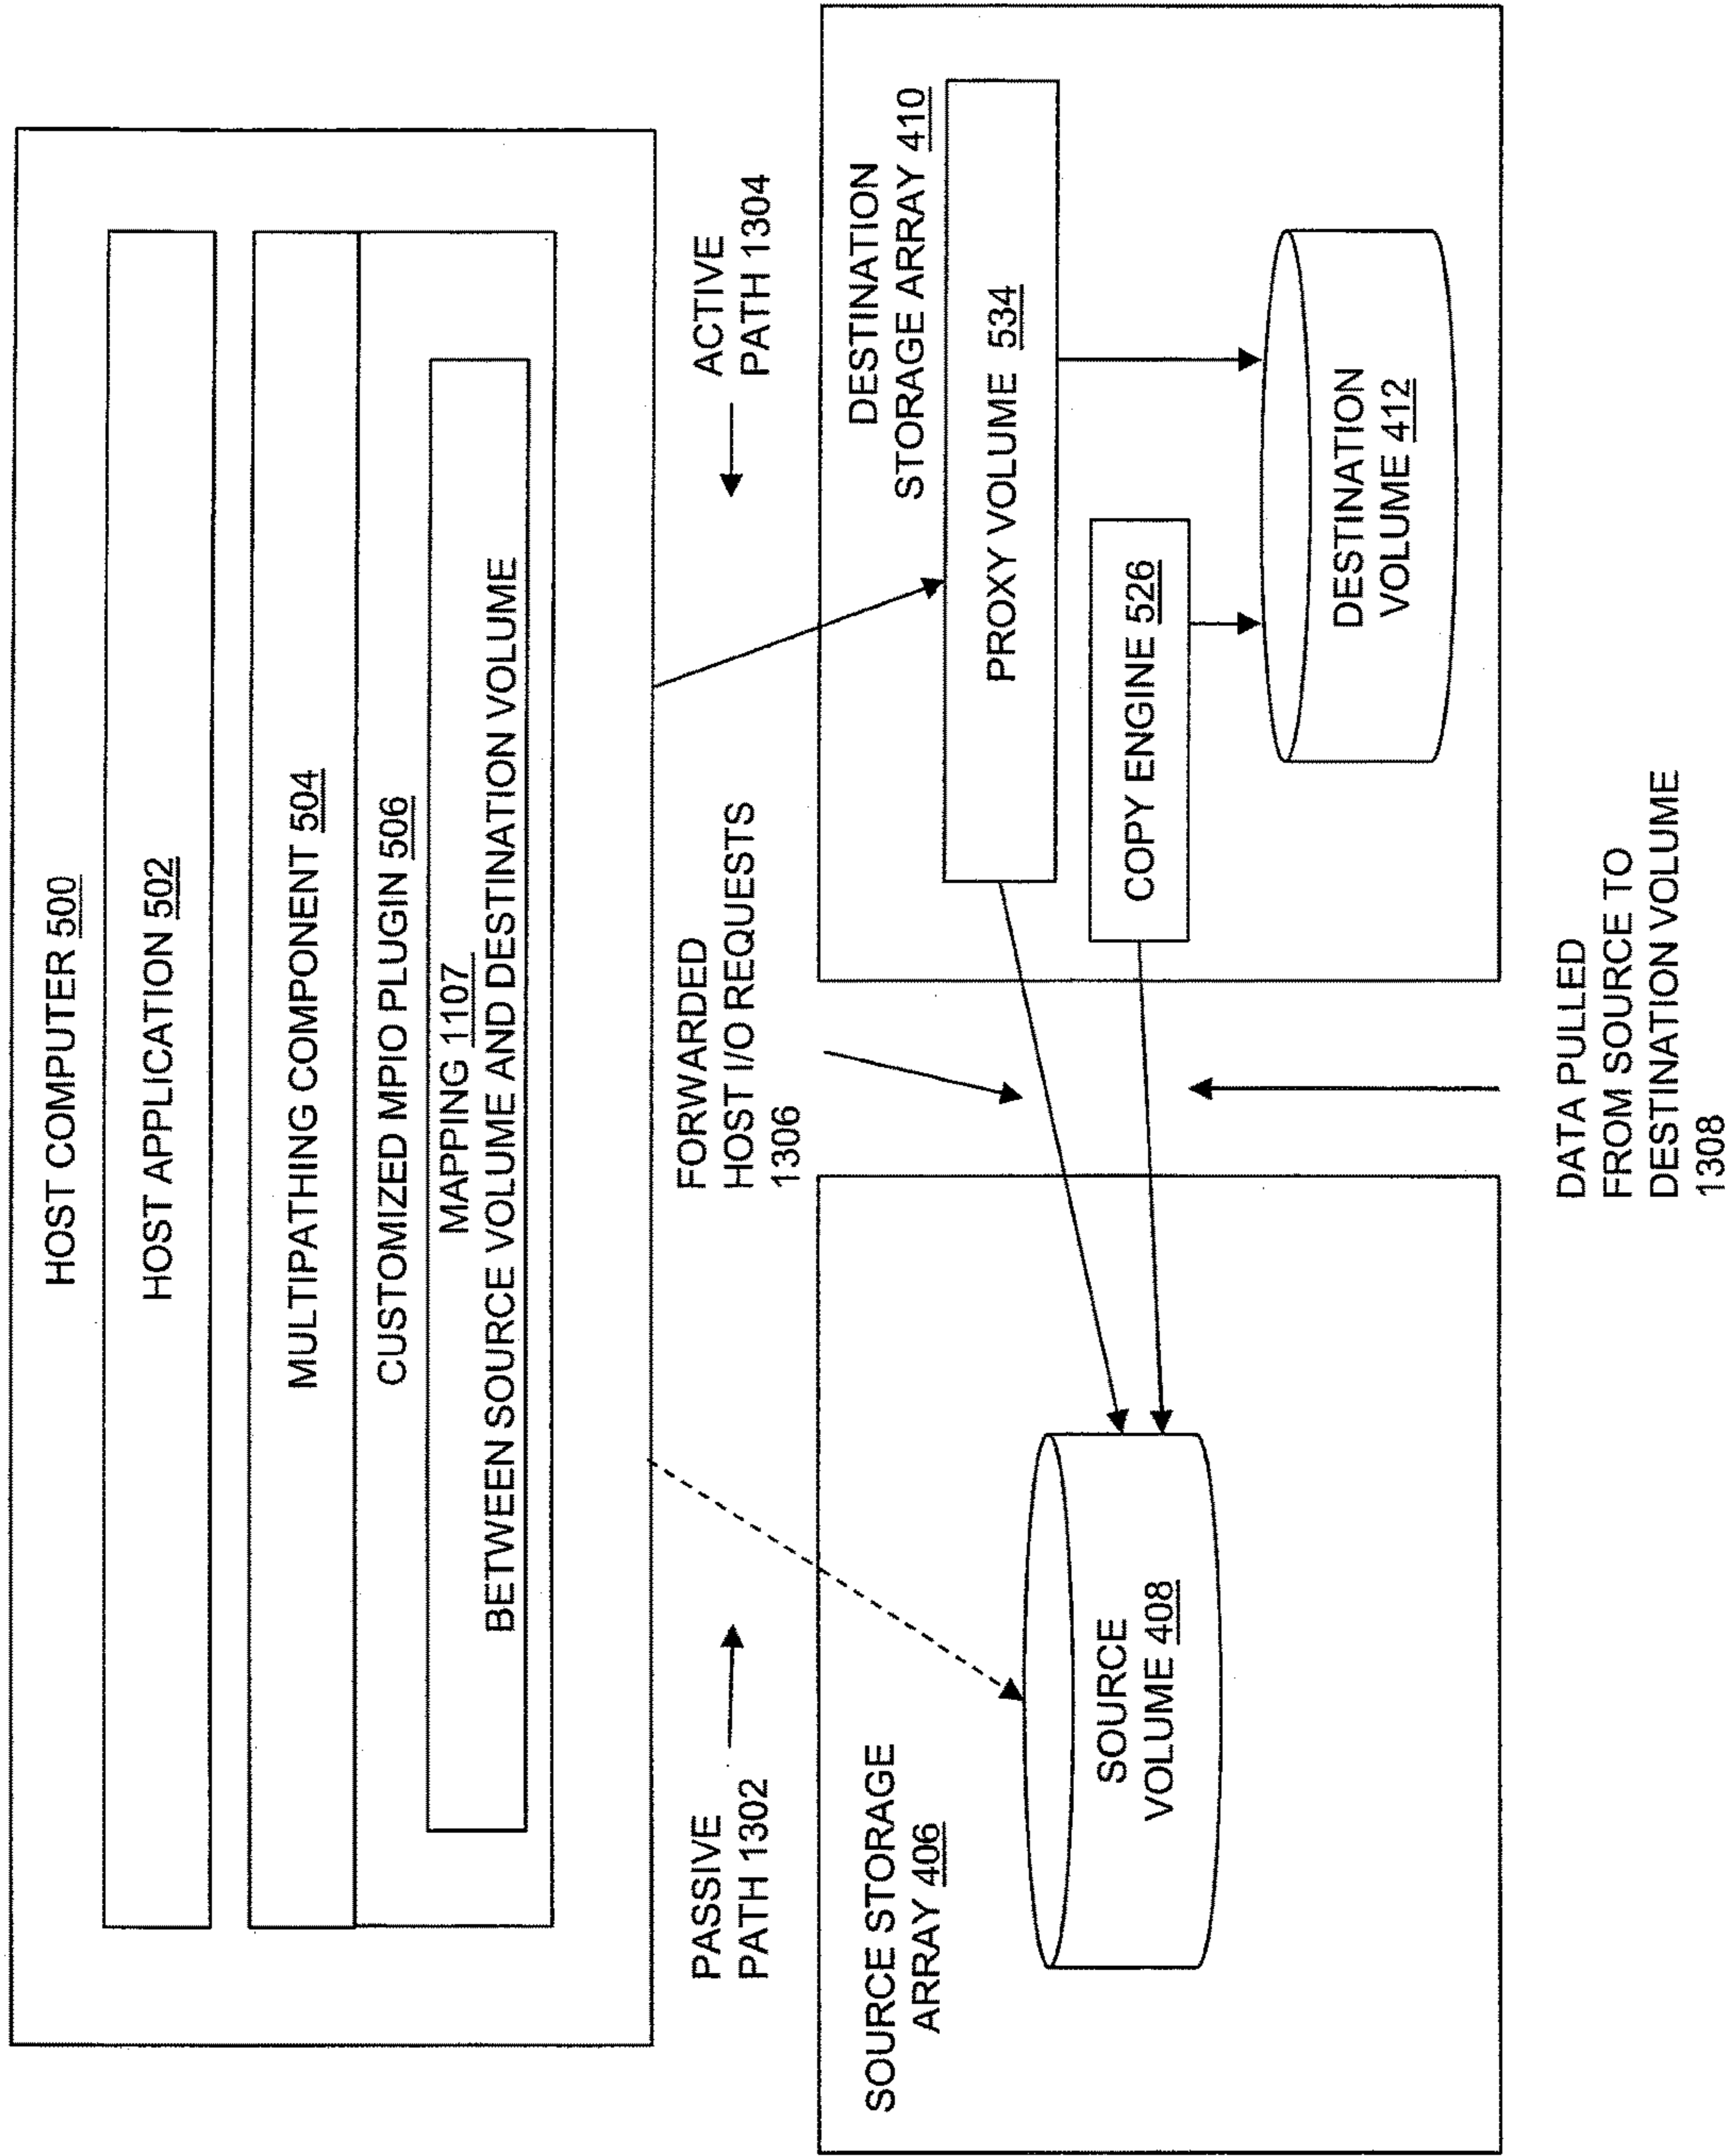 HOST COMPUTER 500
HOST APPLICATION 502
MULTIPATHING COMPONENT 504
CUSTOMIZED MPIO PLUGIN 506
MAPPING 1107
BETWEEN SOURCE VOLUME AND DESTINATION VOLUME
PASSIVE
PATH 1302
FORWARDED
HOST I/O REQUESTS
1306
ACTIVE
PATH 1304
SOURCE STORAGE
ARRAY 406
SOURCE
VOLUME 408
DESTINATION
STORAGE ARRAY 410
PROXY VOLUME 534
COPY ENGINE 526
DESTINATION
VOLUME 412
DATA PULLED
FROM SOURCE TO
DESTINATION VOLUME
1308